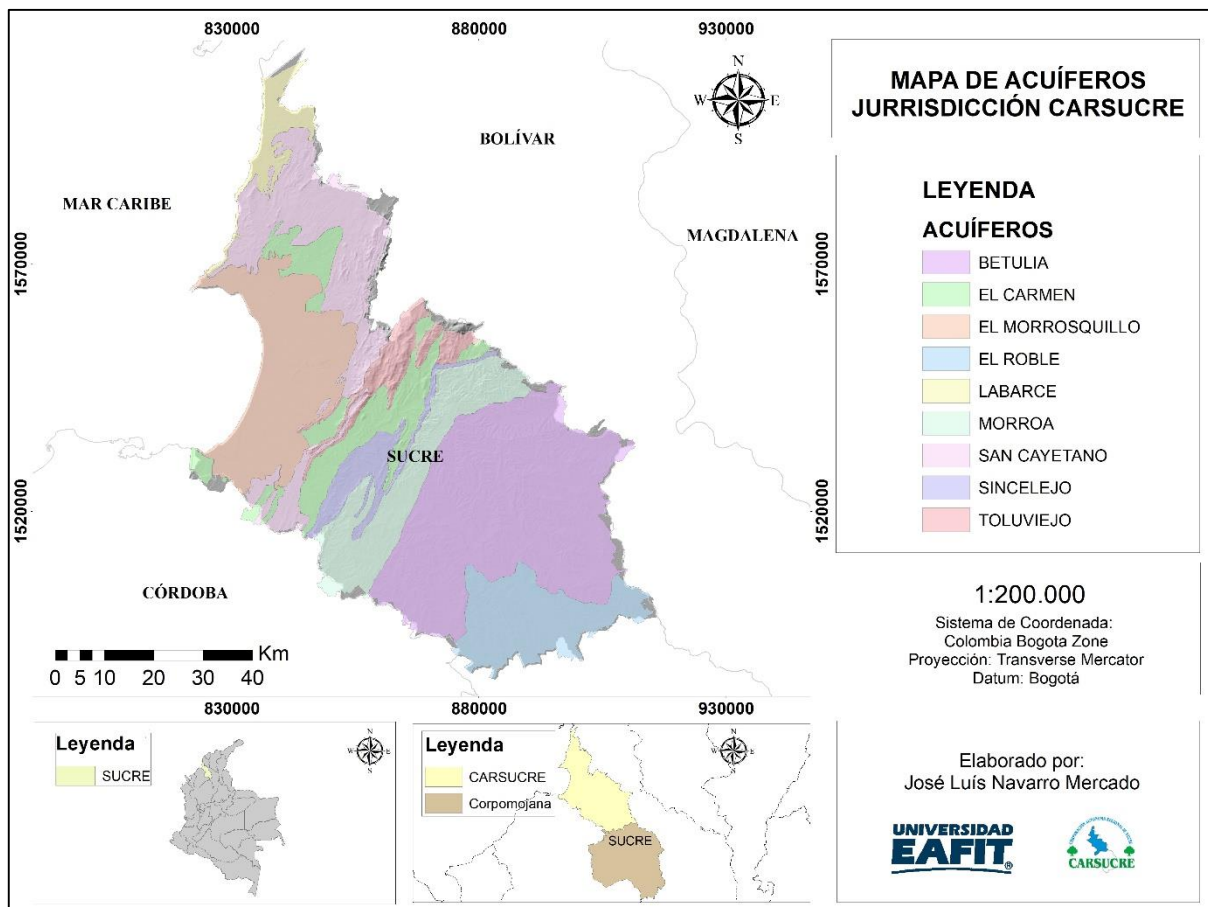 830000
880000
930000
N
W
E
S
BOLÍVAR
MAR CARIBE
MAGDALENA
1570000
1570000
SUCRE
1520000
1520000
CÓRDOBA
Km
0 5 10 20 30 40
830000
880000
930000
MAPA DE ACUÍFEROS
JURRISDICCIÓN CARSUCRE
LEYENDA
ACUÍFEROS
BETULIA
EL CARMEN
EL MORROSQUILLO
EL ROBLE
LABARCE
MORROA
SAN CAYETANO
SINCELEJO
TOLUVIEJO
1:200.000
Sistema de Coordenada:
Colombia Bogota Zone
Proyección: Transverse Mercator
Datum: Bogotá
Leyenda
SUCRE
N
W
E
S
Leyenda
CARSUCRE
Corpomojana
SUCRE
N
W
E
S
Elaborado por:
José Luís Navarro Mercado
UNIVERSIDAD
EAFIT®
CARSUCRE